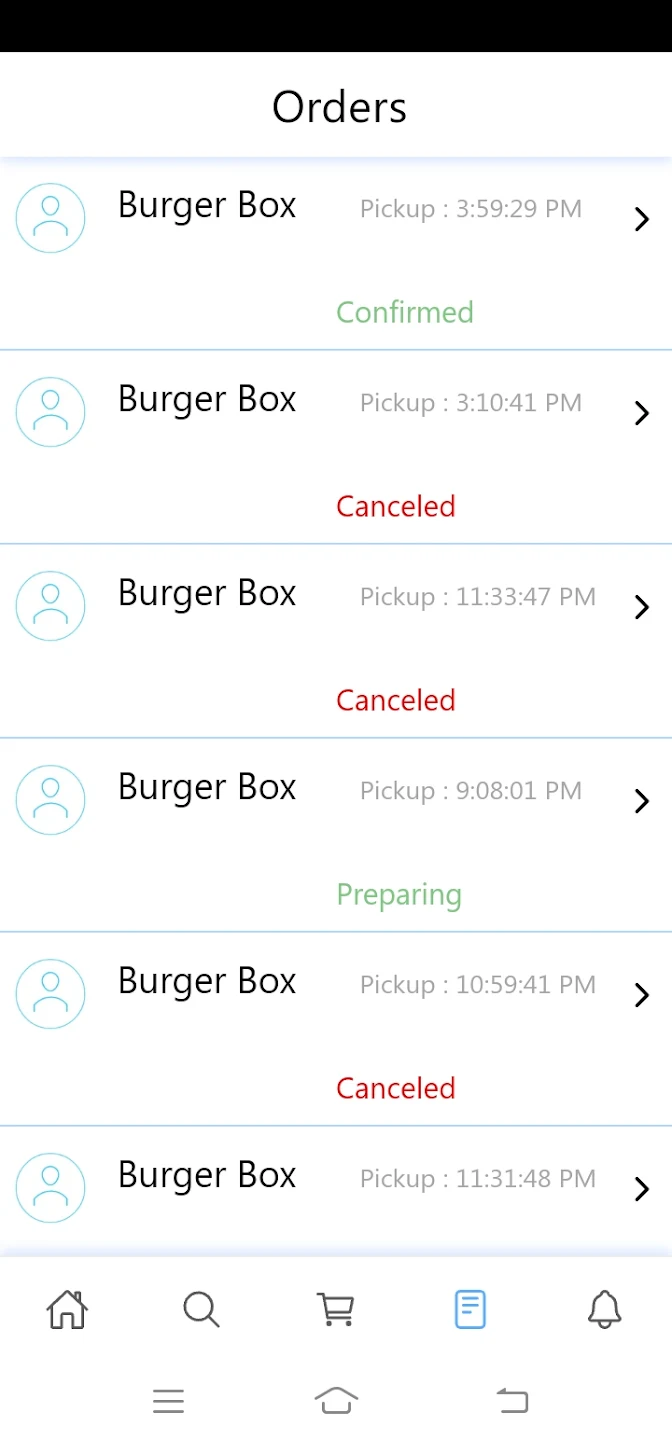 Orders
Burger Box Pickup : 3:59:29 PM
Confirmed
Burger Box Pickup : 3:10:41 PM
Canceled
Burger Box Pickup : 11:33:47 PM
Canceled
Burger Box Pickup : 9:08:01 PM
Preparing
Burger Box Pickup : 10:59:41 PM
Canceled
Burger Box Pickup : 11:31:48 PM